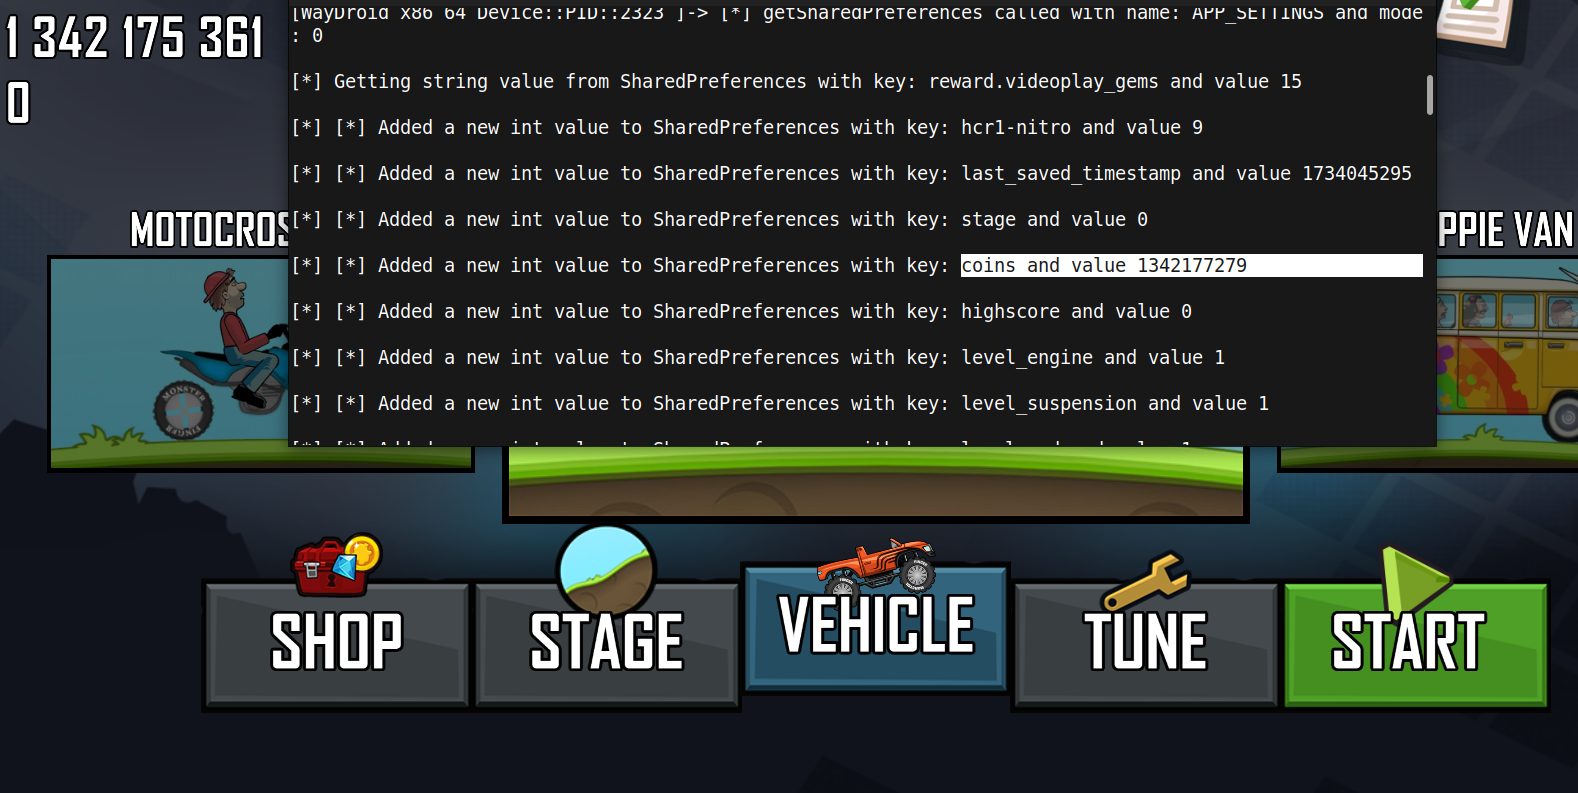 1 342 175 361
0
[WayDroid x86 64 Device::PID::2323 ]-> [*] getSharedPreferences called with name: APP_SETTINGS and mode
: 0
[*] Getting string value from SharedPreferences with key: reward.videoplay_gems and value 15
[*] [*] Added a new int value to SharedPreferences with key: hcr1-nitro and value 9
[*] [*] Added a new int value to SharedPreferences with key: last_saved_timestamp and value 1734045295
[*] [*] Added a new int value to SharedPreferences with key: stage and value 0
[*] [*] Added a new int value to SharedPreferences with key: coins and value 1342177279
[*] [*] Added a new int value to SharedPreferences with key: highscore and value 0
[*] [*] Added a new int value to SharedPreferences with key: level_engine and value 1
[*] [*] Added a new int value to SharedPreferences with key: level_suspension and value 1
MOTOCROS
PPIE VAN
MONSTER
FINGER
SHOP
STAGE
VEHICLE
TUNE
START